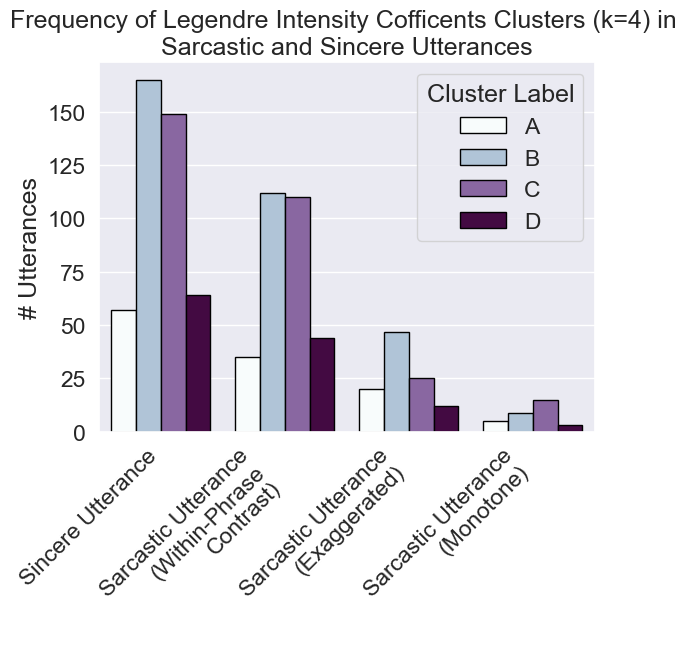 Frequency of Legendre Intensity Cofficents Clusters (k=4) in
Sarcastic and Sincere Utterances
# Utterances
150
125
100
75
50
25
0
Cluster Label
A
B
C
D
Sincere Utterance
Sarcastic Utterance
(Within-Phrase
Contrast)
Sarcastic Utterance
(Exaggerated)
Sarcastic Utterance
(Monotone)